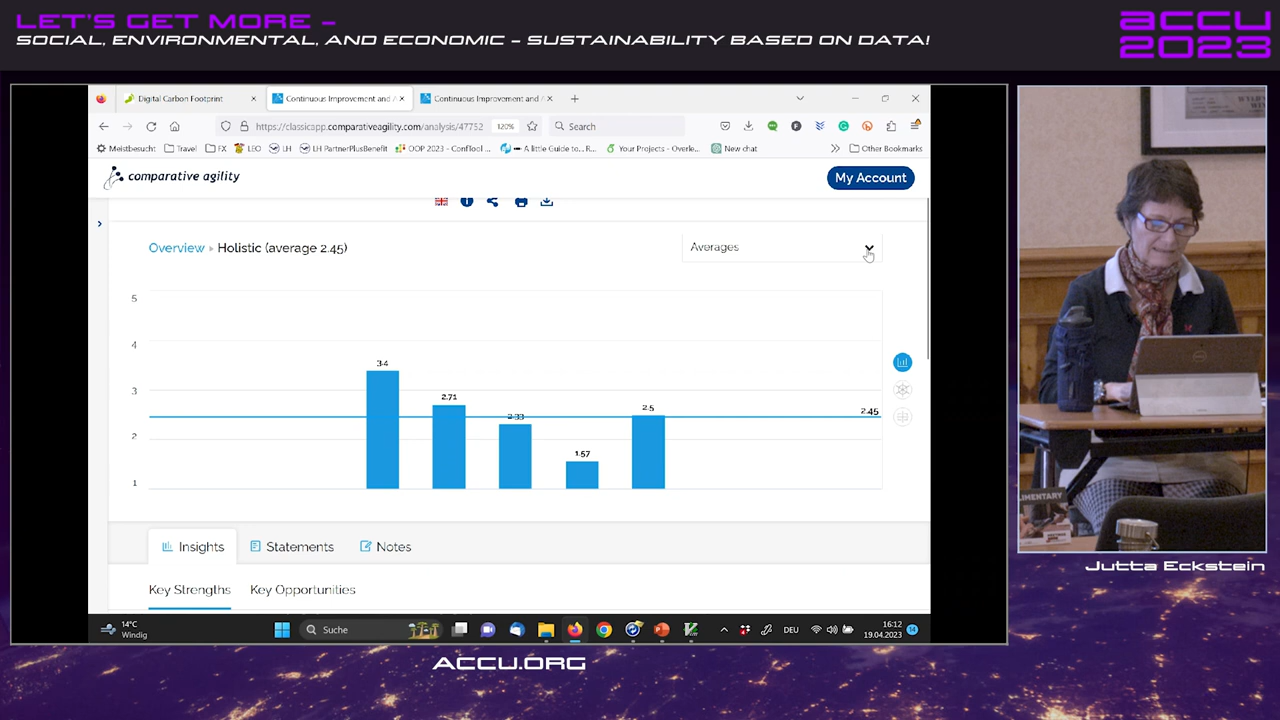 LET'S GET MORE –
SOCIAL, ENVIRONMENTAL, AND ECONOMIC – SUSTAINABILITY BASED ON DATA!
ACCU
2023
Digital Carbon Footprint
Continuous Improvement and
Continuous Improvement and
https://classicapp.comparativeagility.com/analysis/47752
120%
Search
Meistbesucht
Travel
FX
LEO
LH
LH PartnerPlusBenefit
OOP 2023 - ConfTool ...
A little Guide to... R...
Your Projects - Overle...
New chat
Other Bookmarks
comparative agility
My Account
Overview
Holistic (average 2.45)
Averages
5
4
3
2
1
3.4
2.71
2.33
1.57
2.5
2.45
Insights
Statements
Notes
Key Strengths
Key Opportunities
14°C
Windig
Suche
DEU
16:12
19.04.2023
LIMENTARY
Jutta Eckstein
ACCU.ORG